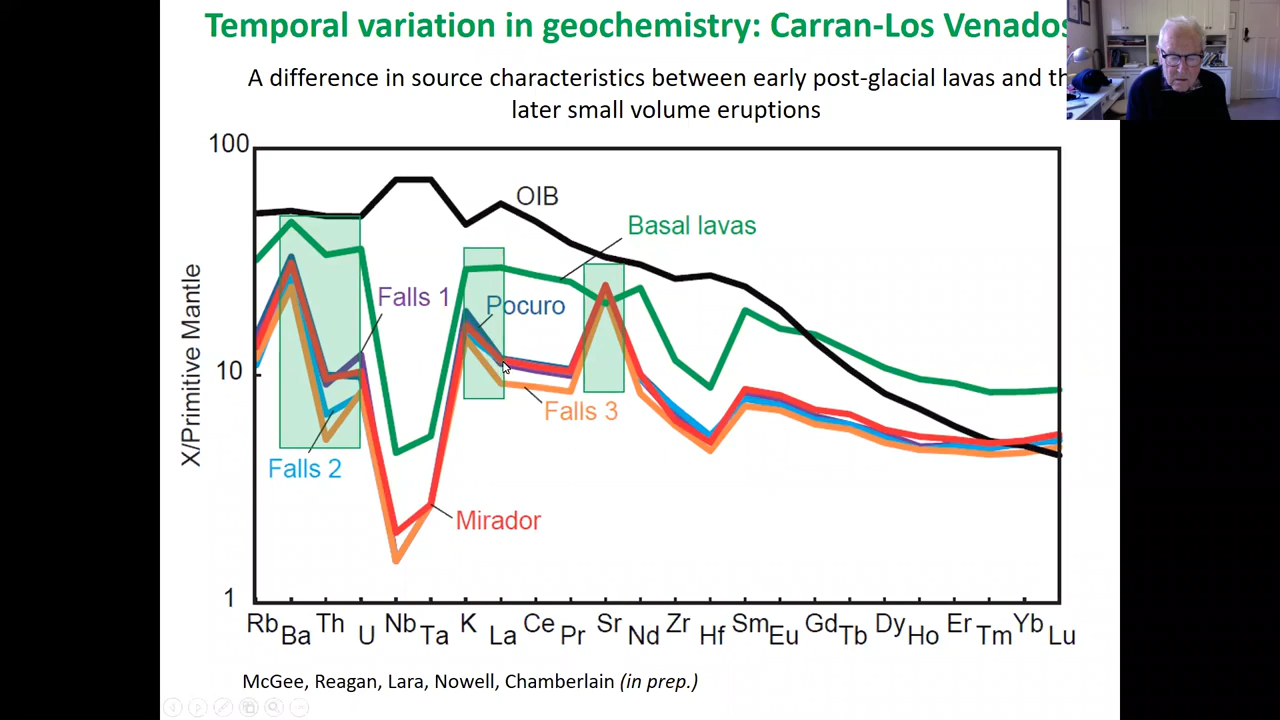 Temporal variation in geochemistry: Carran-Los Venados
A difference in source characteristics between early post-glacial lavas and th
later small volume eruptions
100
OIB
Basal lavas
Falls 1
Pocuro
10
Falls 3
Falls 2
Mirador
1
X/Primitive Mantle
Rb Ba Th U Nb Ta K La Ce Pr Sr Nd Zr Hf Sm Eu Gd Tb Dy Ho Er Tm Yb Lu
McGee, Reagan, Lara, Nowell, Chamberlain (in prep.)